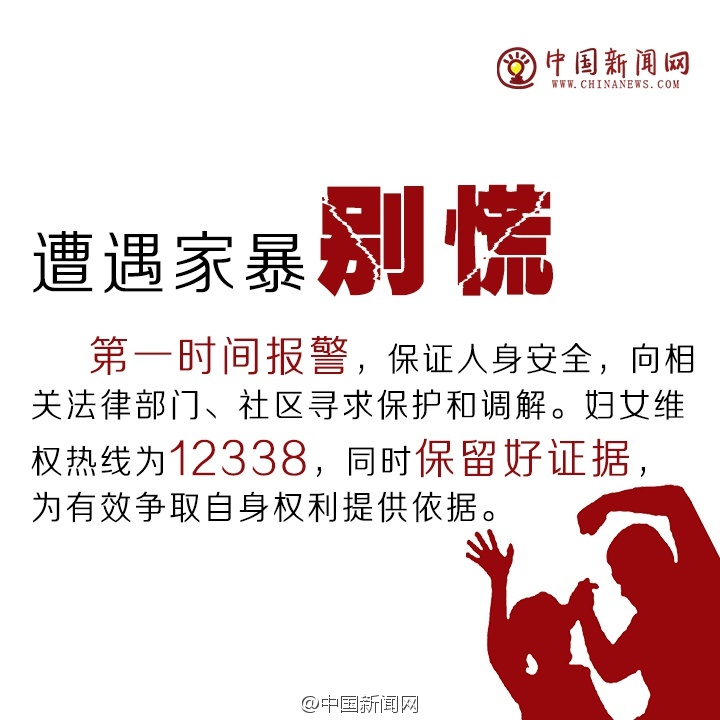 中国新闻网
WWW.CHINANEWS.COM
遭遇家暴别慌
第一时间报警，保证人身安全，向相
关法律部门、社区寻求保护和调解。妇女维
权热线为12338，同时保留好证据，
为有效争取自身权利提供依据。
@中国新闻网